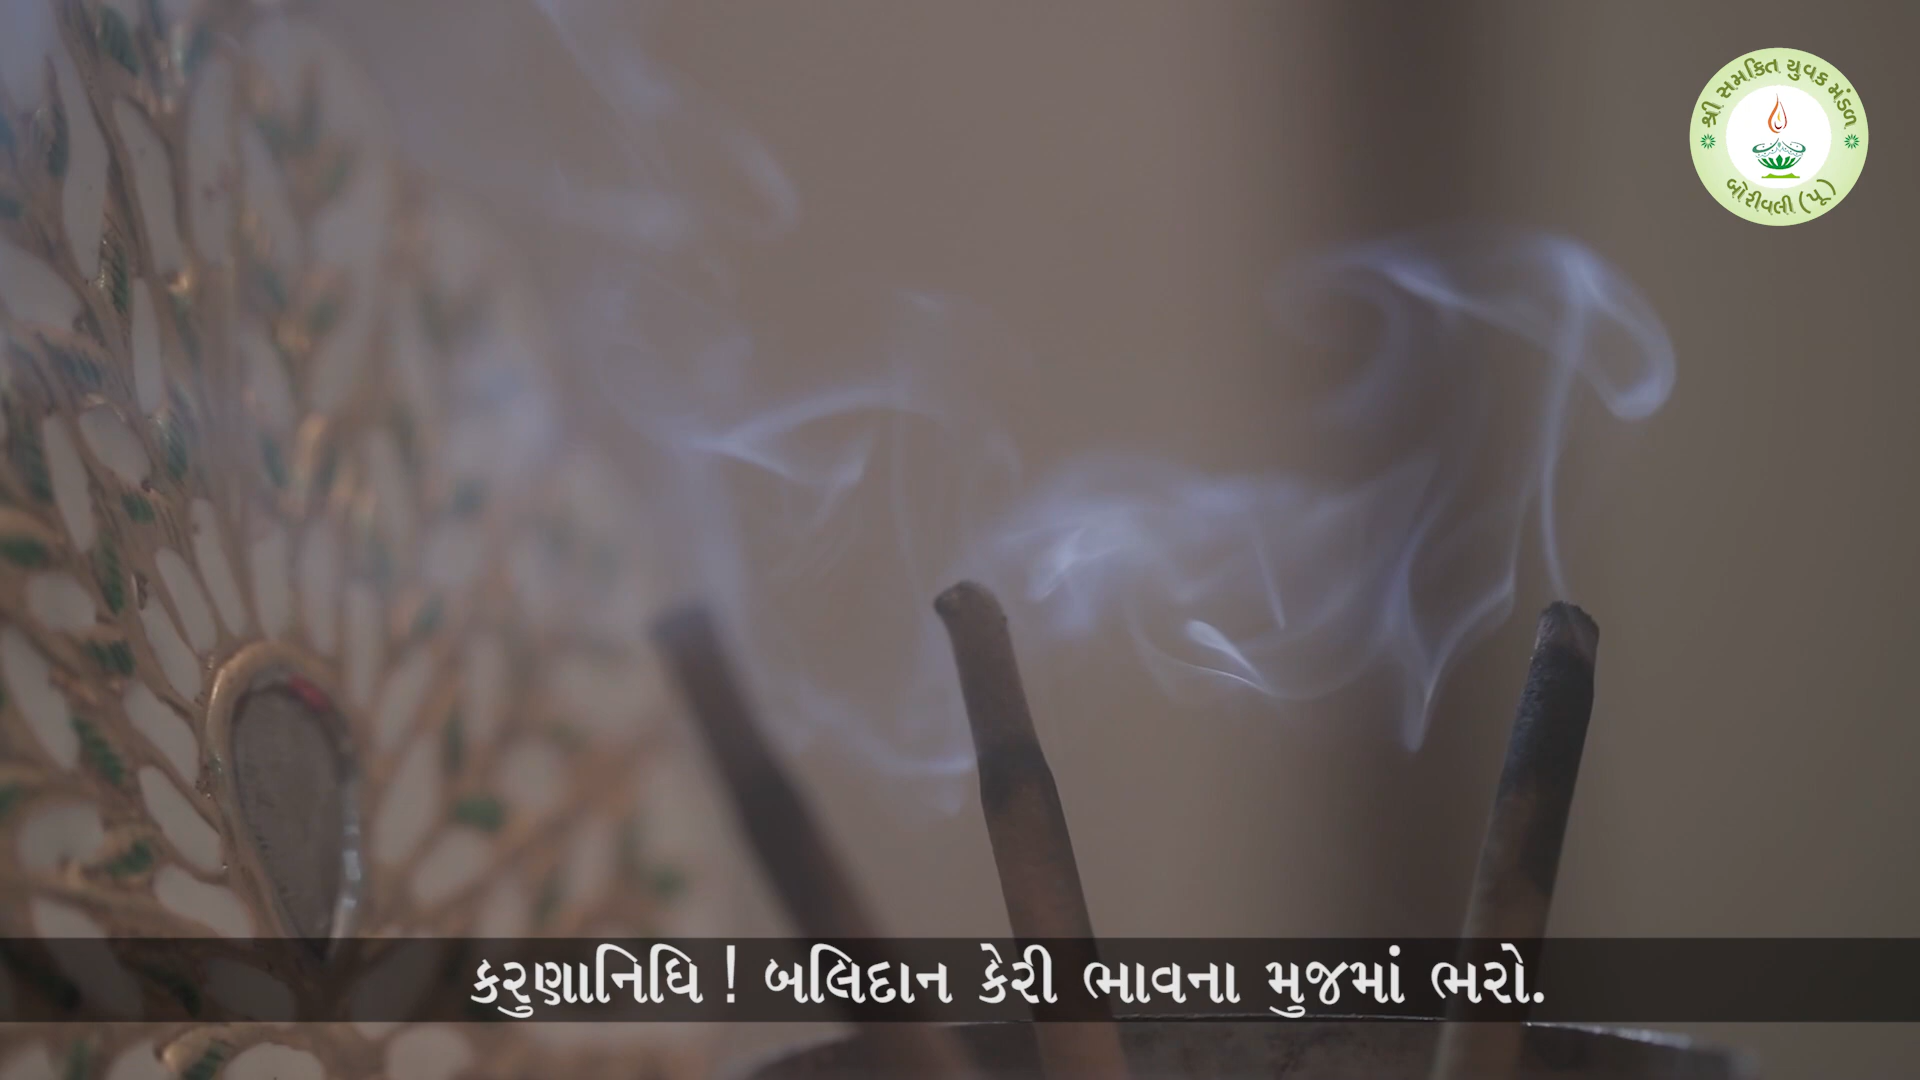 શ્રી સમકિત યુવક મંડળ
બોરીવલી (પૂ.)
કરુણાનિધિ ! બલિદાન કેરી ભાવના મુજમાં ભરો.